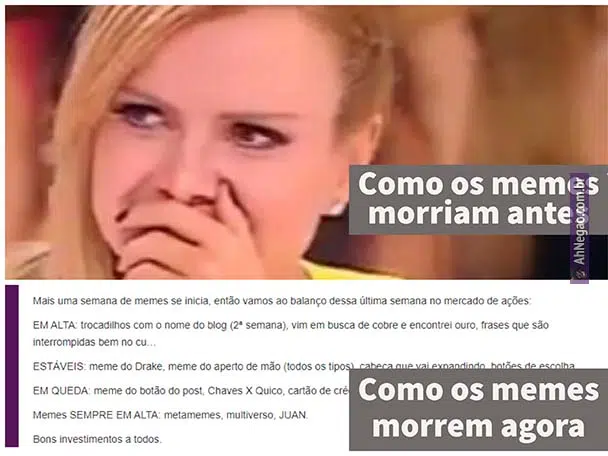 Como os memes
morriam antes
AhNegao.com.br
Mais uma semana de memes se inicia, então vamos ao balanço dessa última semana no mercado de ações:
EM ALTA: trocadilhos com o nome do blog (2ª semana), vim em busca de cobre e encontrei ouro, frases que são
interrompidas bem no cu…
ESTÁVEIS: meme do Drake, meme do aperto de mão (todos os tipos), cabeça que vai expandindo, botões de escolha
EM QUEDA: meme do botão do post, Chaves X Quico, cartão de
Memes SEMPRE EM ALTA: metamemes, multiverso, JUAN.
Bons investimentos a todos.
Como os memes
morrem agora